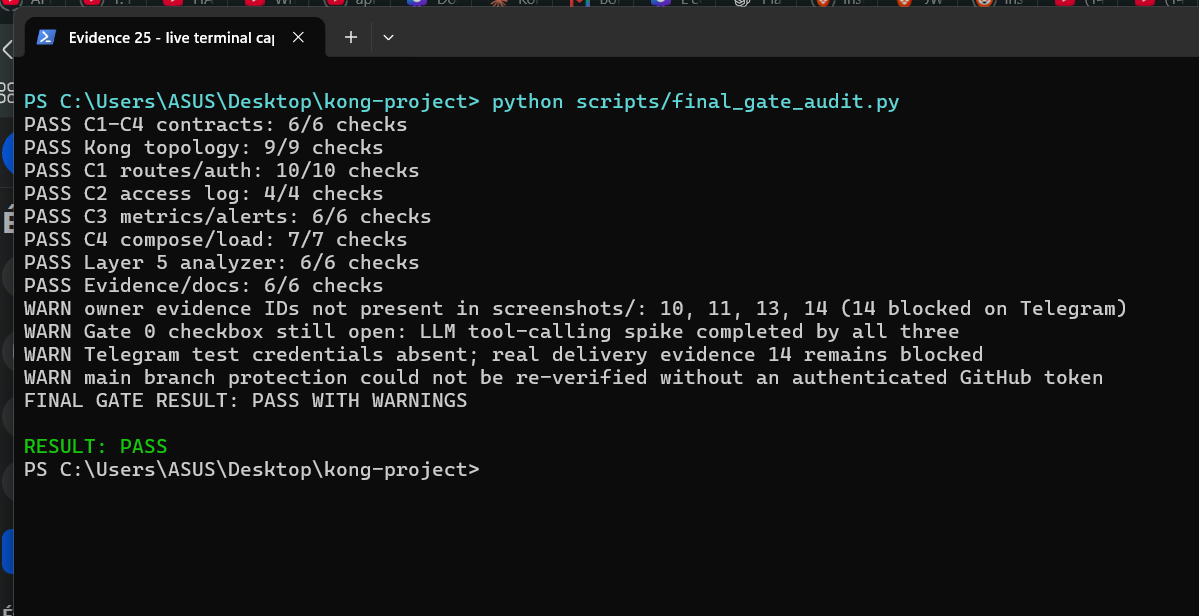 Evidence 25 - live terminal ca
PS C:\Users\ASUS\Desktop\kong-project> python scripts/final_gate_audit.py
PASS C1-C4 contracts: 6/6 checks
PASS Kong topology: 9/9 checks
PASS C1 routes/auth: 10/10 checks
PASS C2 access log: 4/4 checks
PASS C3 metrics/alerts: 6/6 checks
PASS C4 compose/load: 7/7 checks
PASS Layer 5 analyzer: 6/6 checks
PASS Evidence/docs: 6/6 checks
WARN owner evidence IDs not present in screenshots/: 10, 11, 13, 14 (14 blocked on Telegram)
WARN Gate 0 checkbox still open: LLM tool-calling spike completed by all three
WARN Telegram test credentials absent; real delivery evidence 14 remains blocked
WARN main branch protection could not be re-verified without an authenticated GitHub token
FINAL GATE RESULT: PASS WITH WARNINGS
RESULT: PASS
PS C:\Users\ASUS\Desktop\kong-project>